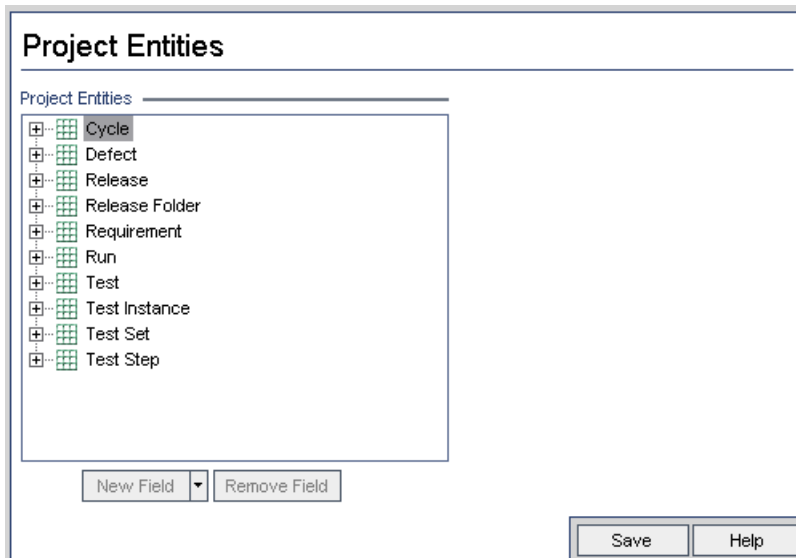 Project Entities
Project Entities
Cycle
Defect
Release
Release Folder
Requirement
Run
Test
Test Instance
Test Set
Test Step
New Field Remove Field
Save Help